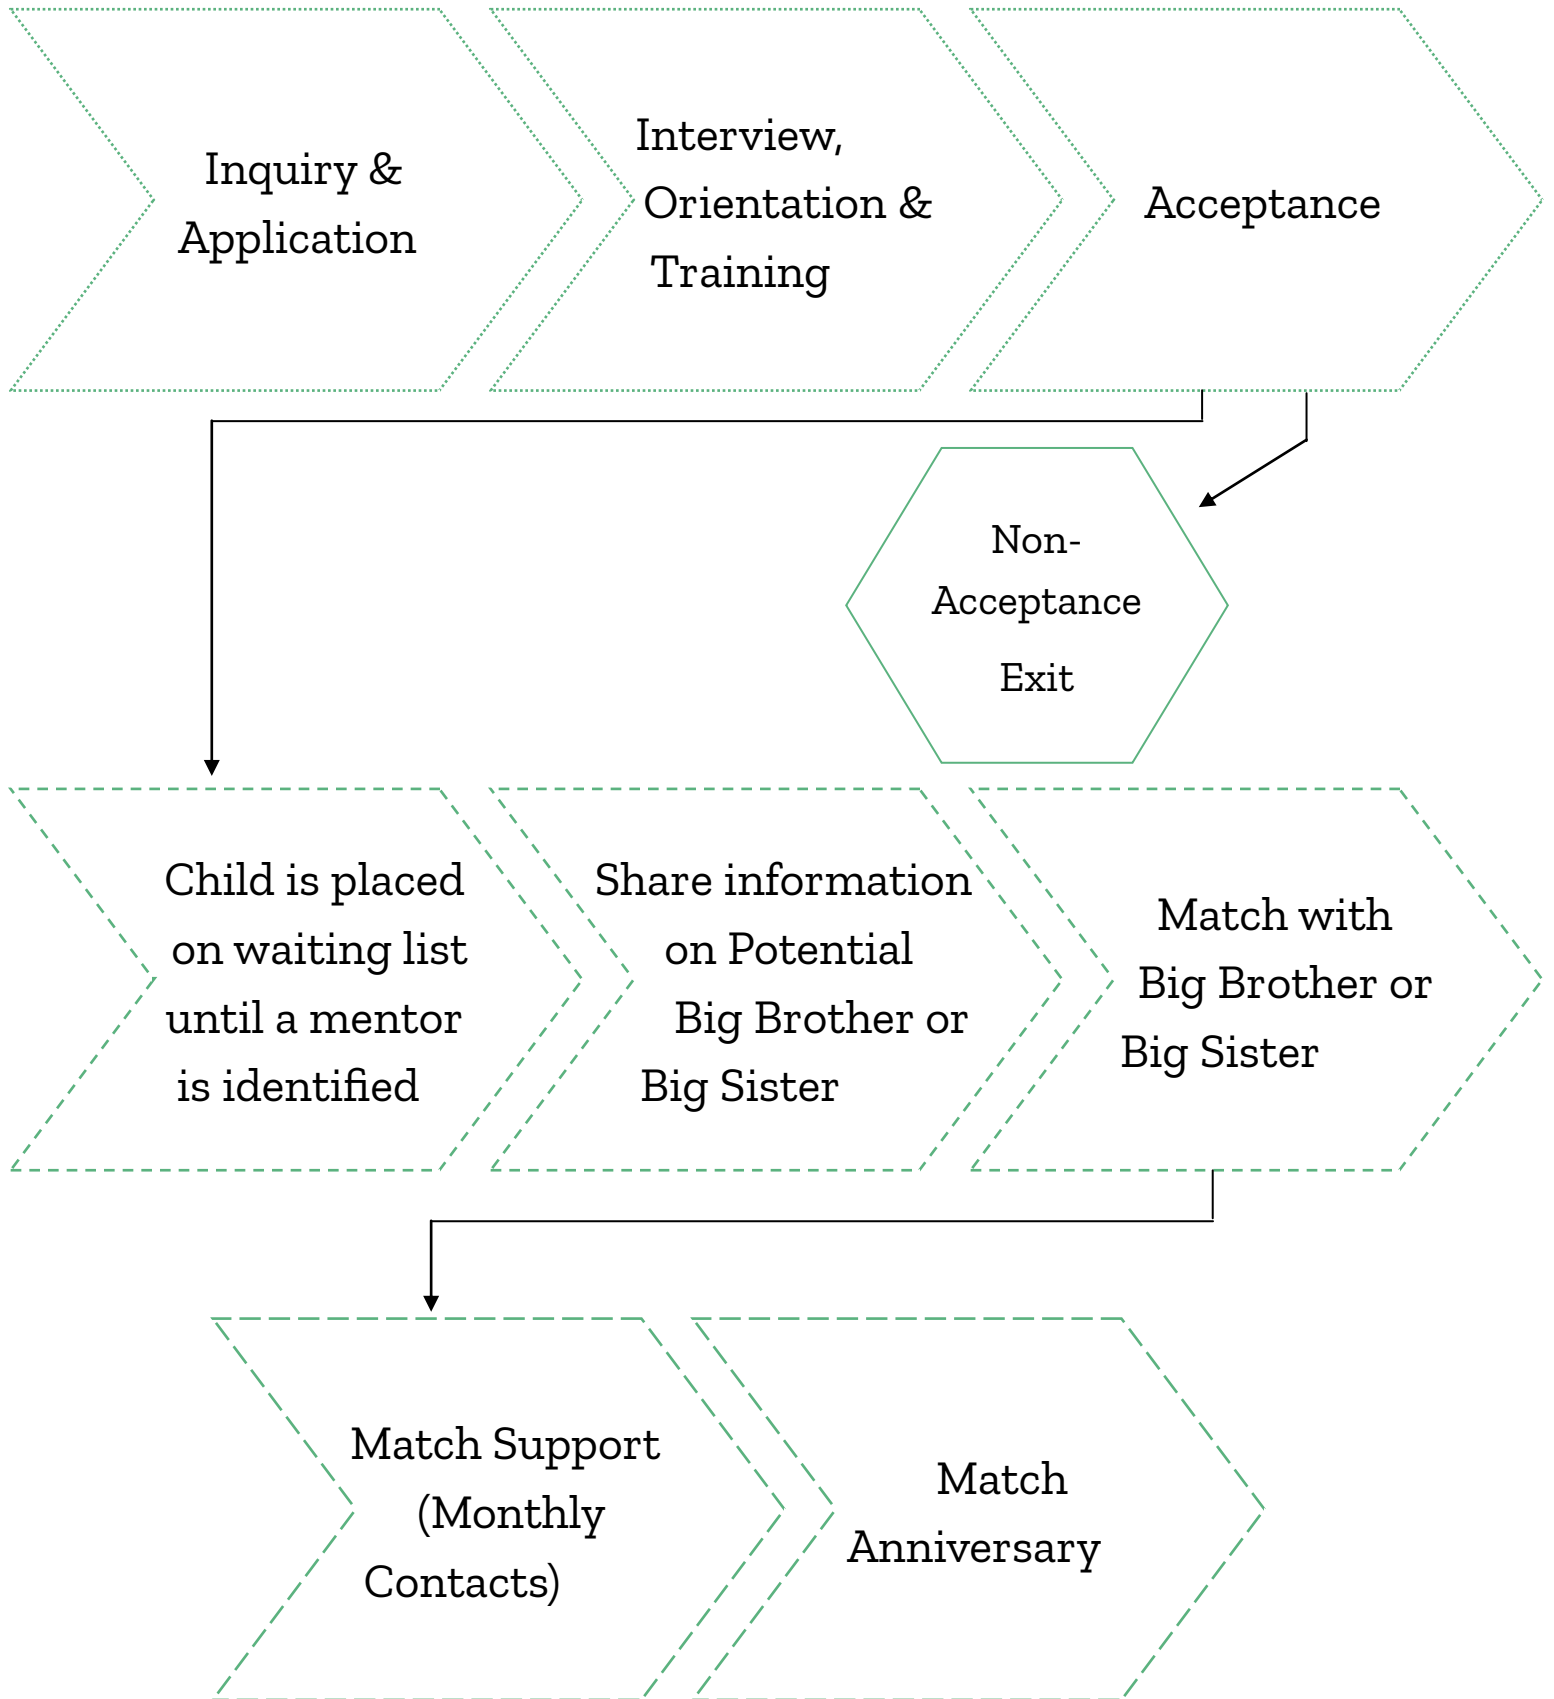 Inquiry &
Application
Interview,
Orientation &
Training
Acceptance
Non-
Acceptance
Exit
Child is placed
on waiting list
until a mentor
is identified
Share information
on Potential
Big Brother or
Big Sister
Match with
Big Brother or
Big Sister
Match Support
(Monthly
Contacts)
Match
Anniversary